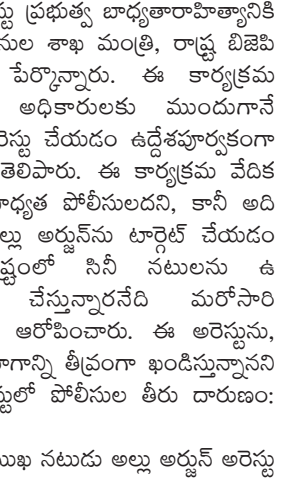 స్టు ప్రభుత్వ బాధ్యతారాహిత్యానికి
నుల శాఖ మంత్రి, రాష్ట్ర బిజెపి
పేర్కొన్నారు. ఈ కార్యక్రమ
అధికారులకు ముందుగానే
రెస్టు చేయడం ఉద్దేశపూర్వకంగా
తెలిపారు. ఈ కార్యక్రమ వేదిక
ాధ్యత పోలీసులదని, కానీ అది
ల్లు అర్జున్‌ను టార్గెట్ చేయడం
ష్ట్రంలో సినీ నటులను ఉ
చేస్తున్నారనేది మరోసారి
ఆరోపించారు. ఈ అరెస్టును,
ాగాన్ని తీవ్రంగా ఖండిస్తున్నానని
స్టులో పోలీసుల తీరు దారుణం:
ముఖ నటుడు అల్లు అర్జున్ అరెస్టు